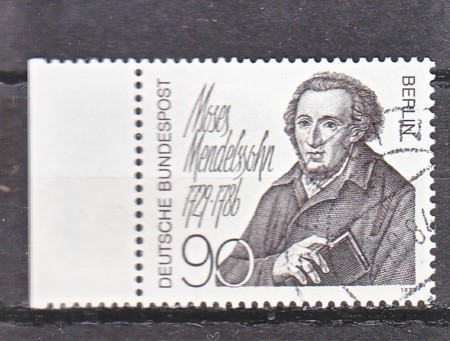 DEUTSCHE BUNDESPOST
Moses
Mendelssohn
1729·1786
90
BERLIN